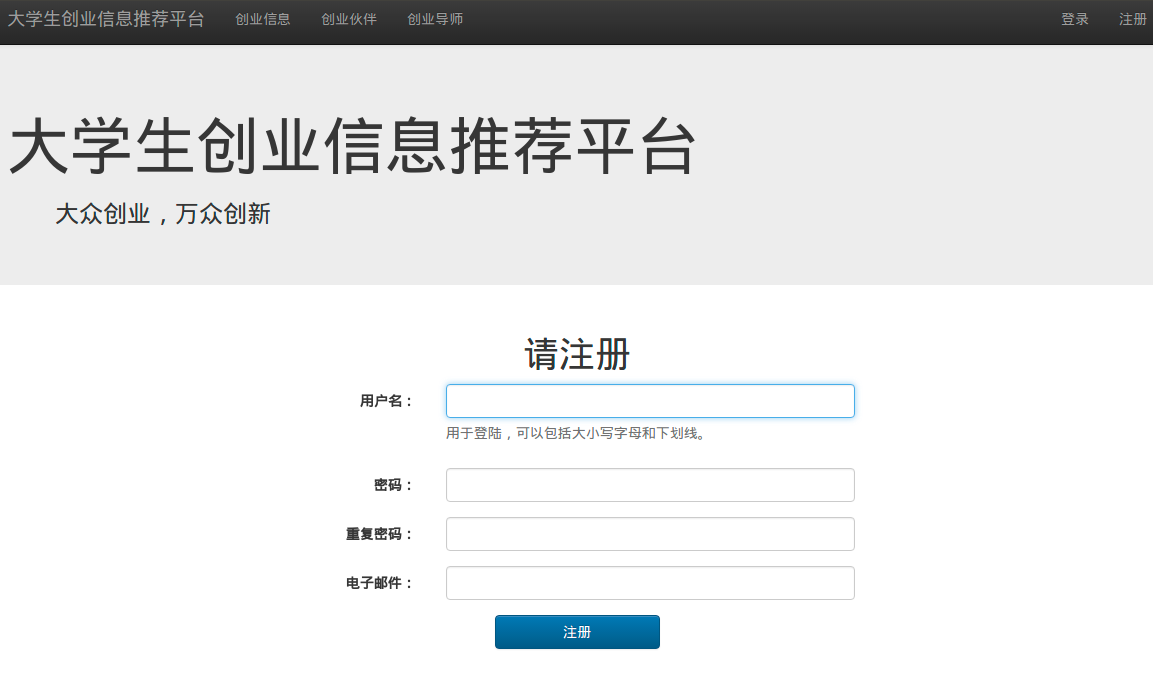 大学生创业信息推荐平台 创业信息 创业伙伴 创业导师 登录 注册
大学生创业信息推荐平台
大众创业，万众创新
请注册
用户名：
用于登陆，可以包括大小写字母和下划线。
密码：
重复密码：
电子邮件：
注册